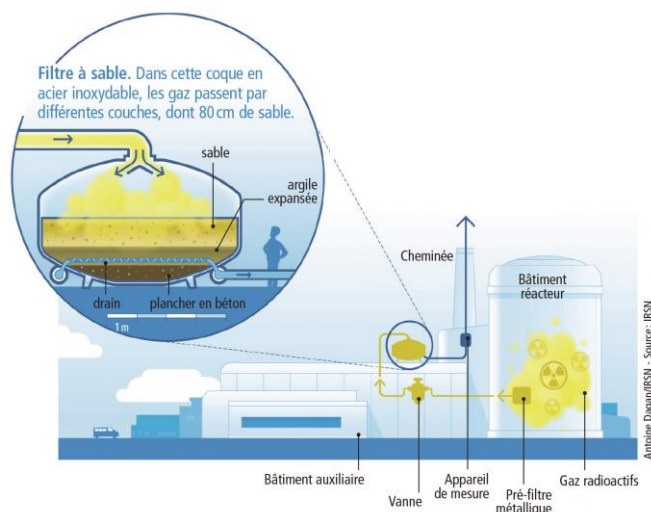 Filtre à sable. Dans cette coque en
acier inoxydable, les gaz passent par
différentes couches, dont 80 cm de sable.
sable
argile
expansée
drain
plancher en béton
1 m
Cheminée
Bâtiment
réacteur
Bâtiment auxiliaire
Vanne
Appareil
de mesure
Pré-filtre
métallique
Gaz radioactifs
Antoine Dagan/IRSN - Source: IRSN